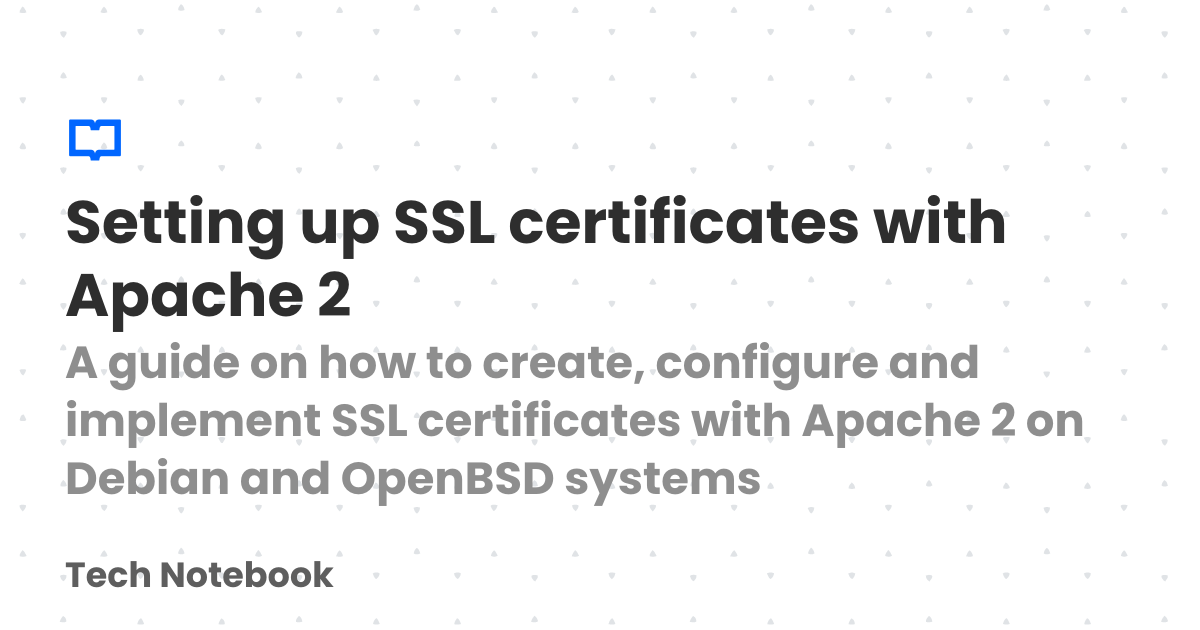 Setting up SSL certificates with
Apache 2
A guide on how to create, configure and
implement SSL certificates with Apache 2 on
Debian and OpenBSD systems
Tech Notebook